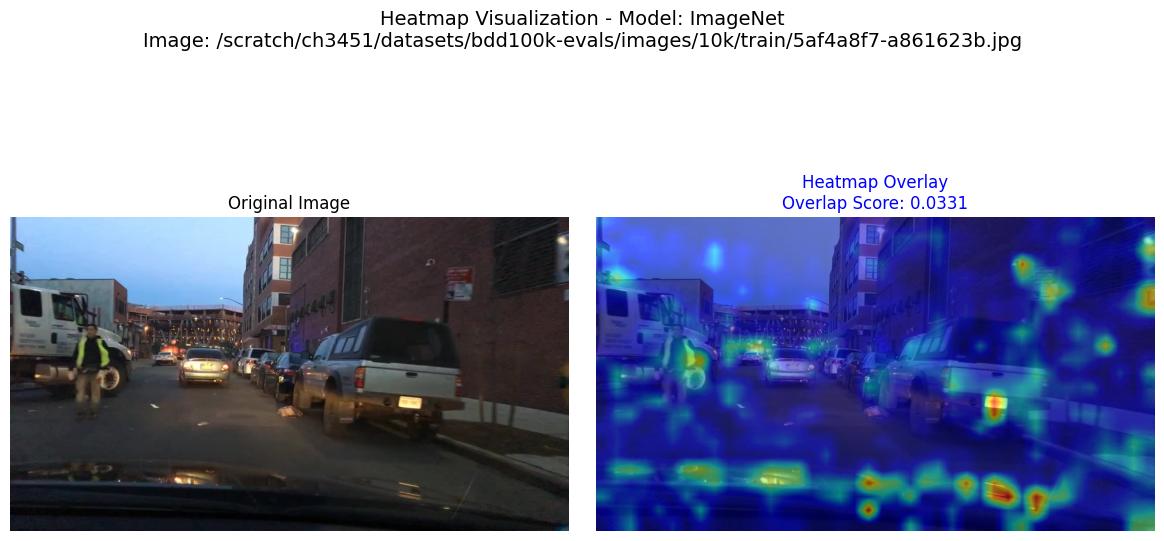 Heatmap Visualization - Model: ImageNet
Image: /scratch/ch3451/datasets/bdd100k-evals/images/10k/train/5af4a8f7-a861623b.jpg
Original Image
Heatmap Overlay
Overlap Score: 0.0331